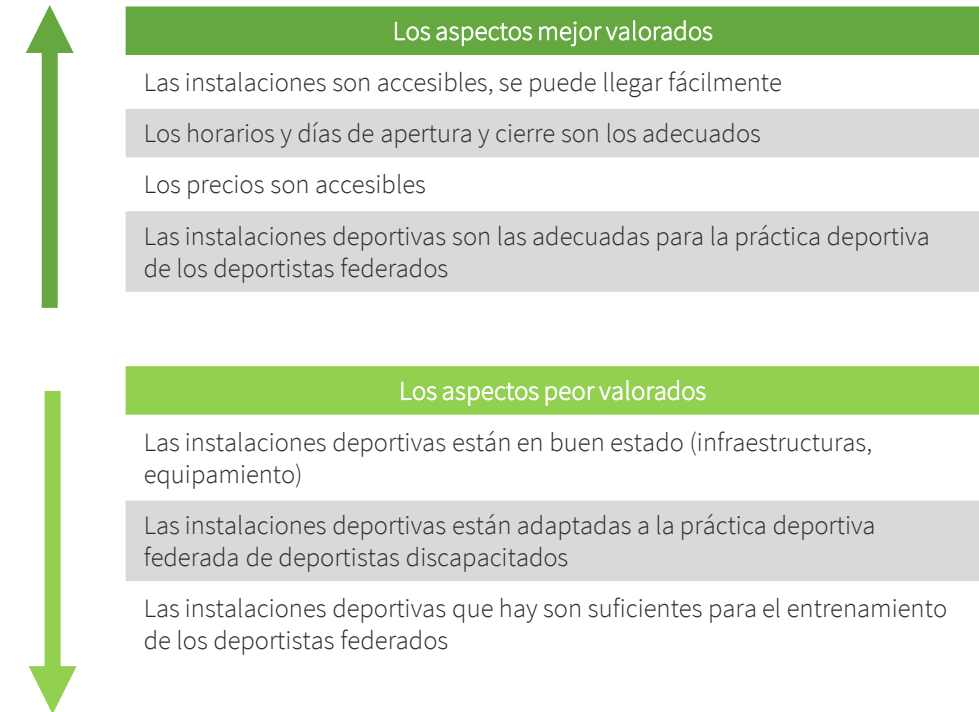 Los aspectos mejor valorados
Las instalaciones son accesibles, se puede llegar fácilmente
Los horarios y días de apertura y cierre son los adecuados
Los precios son accesibles
Las instalaciones deportivas son las adecuadas para la práctica deportiva
de los deportistas federados
Los aspectos peor valorados
Las instalaciones deportivas están en buen estado (infraestructuras,
equipamiento)
Las instalaciones deportivas están adaptadas a la práctica deportiva
federada de deportistas discapacitados
Las instalaciones deportivas que hay son suficientes para el entrenamiento
de los deportistas federados